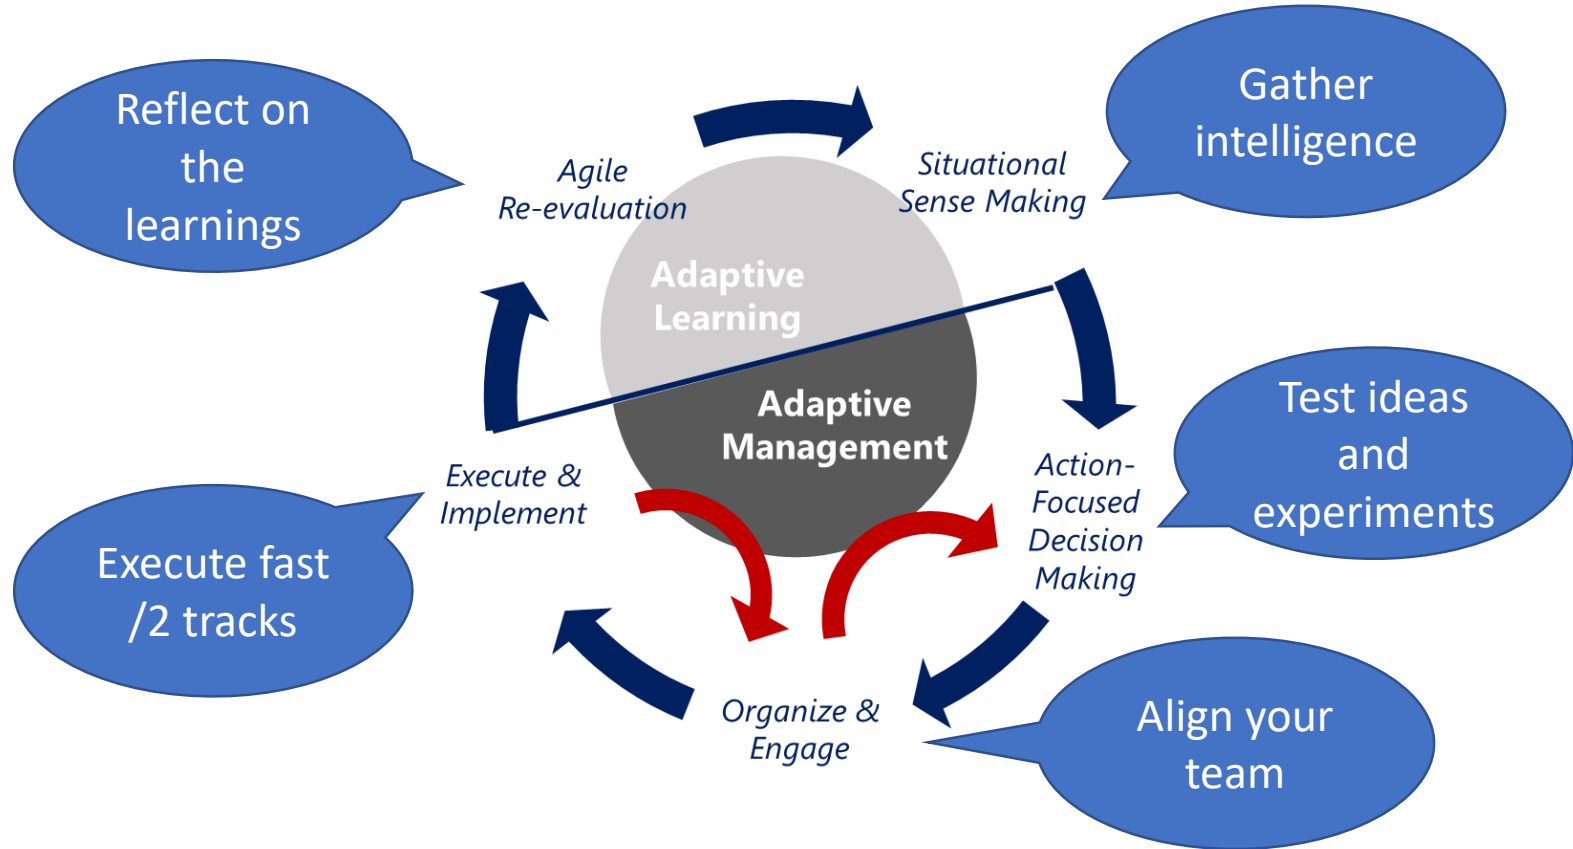 Reflect on
the
learnings
Agile
Re-evaluation
Situational
Sense Making
Gather
intelligence
Adaptive
Learning
Adaptive
Management
Execute &
Implement
Action-
Focused
Decision
Making
Test ideas
and
experiments
Execute fast
/2 tracks
Organize &
Engage
Align your
team